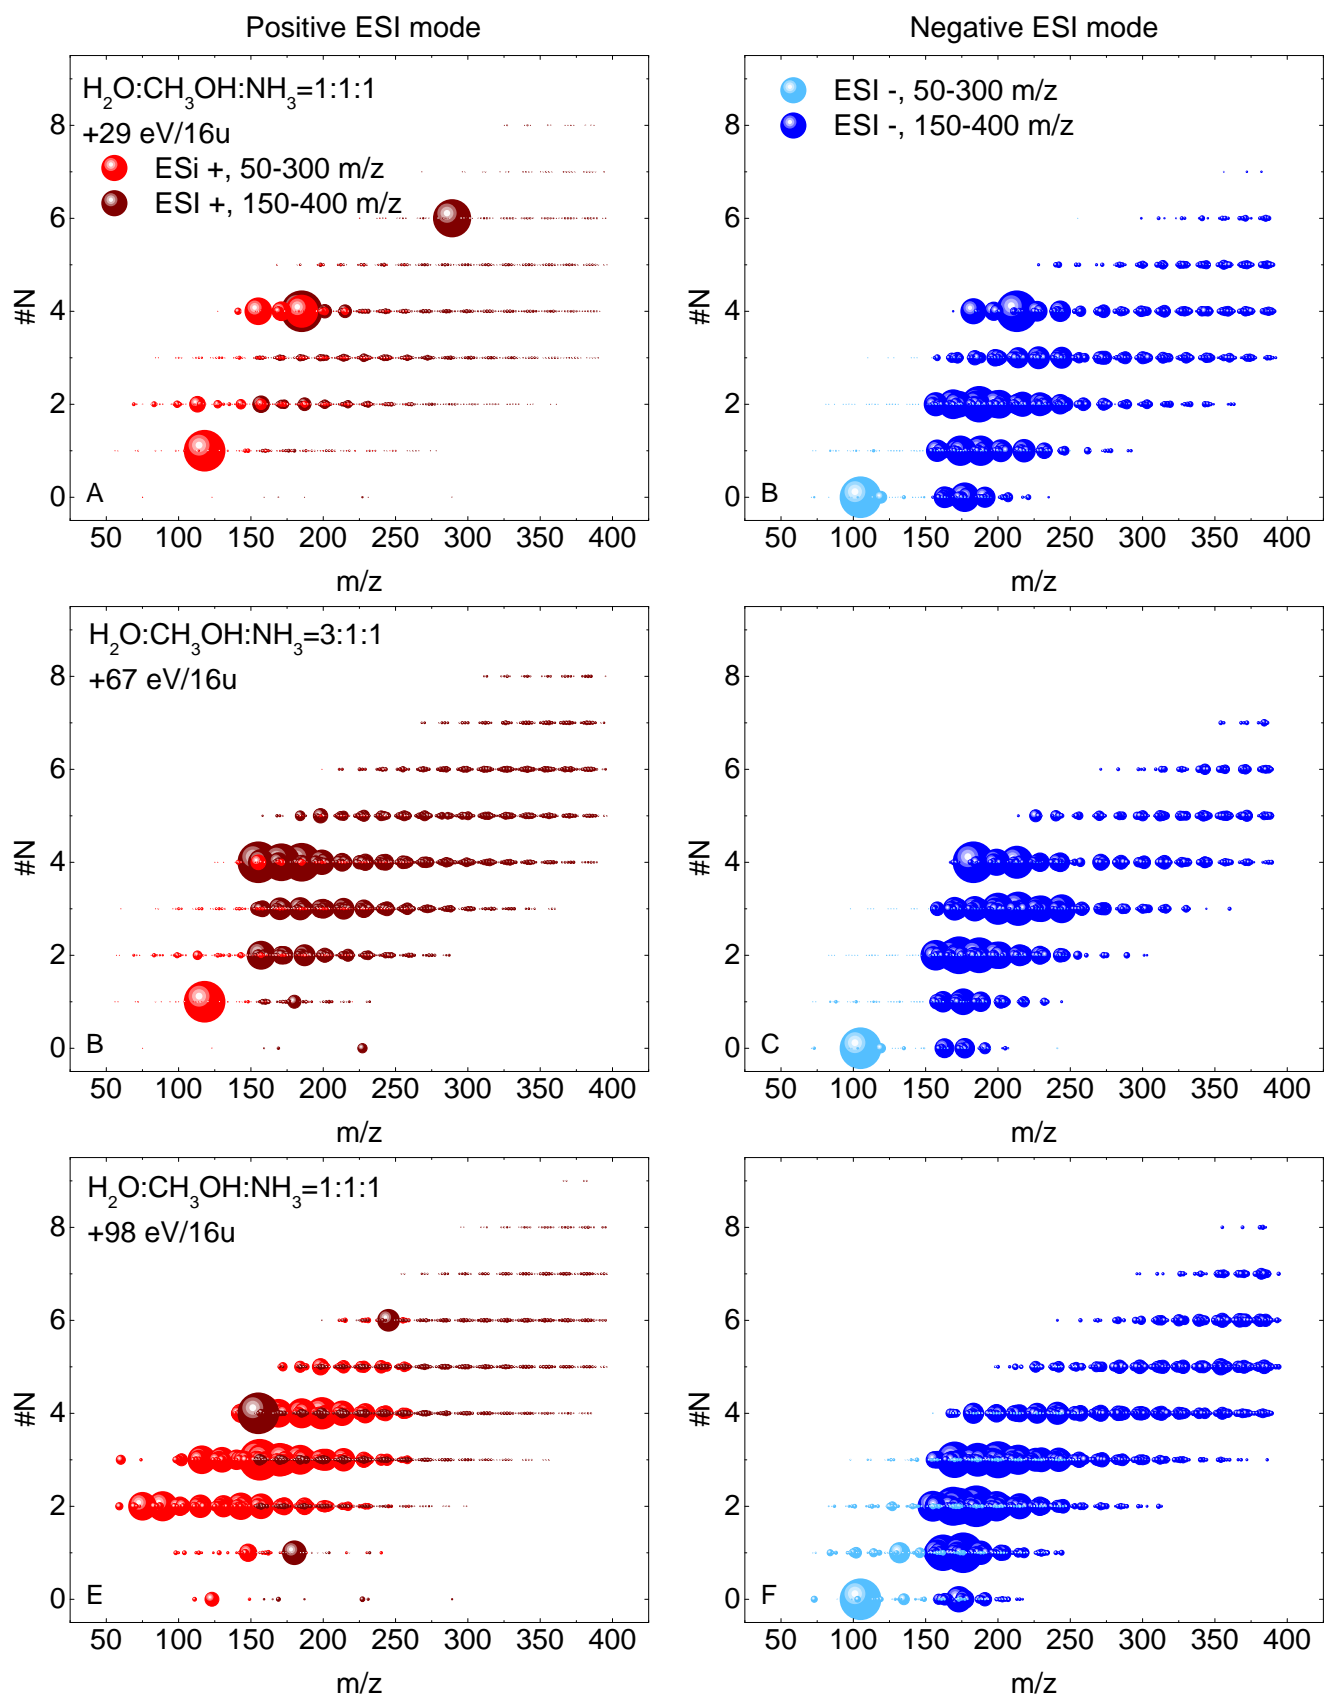 Positive ESI mode
Negative ESI mode
H₂O:CH₃OH:NH₃=1:1:1
+29 eV/16u
ESi +, 50-300 m/z
ESI +, 150-400 m/z
8
6
4
2
0
#N
A
50 100 150 200 250 300 350 400
m/z
ESI -, 50-300 m/z
ESI -, 150-400 m/z
8
6
4
2
0
#N
B
50 100 150 200 250 300 350 400
m/z
H₂O:CH₃OH:NH₃=3:1:1
+67 eV/16u
8
6
4
2
0
#N
B
50 100 150 200 250 300 350 400
m/z
8
6
4
2
0
#N
C
50 100 150 200 250 300 350 400
m/z
H₂O:CH₃OH:NH₃=1:1:1
+98 eV/16u
8
6
4
2
0
#N
E
50 100 150 200 250 300 350 400
m/z
8
6
4
2
0
#N
F
50 100 150 200 250 300 350 400
m/z